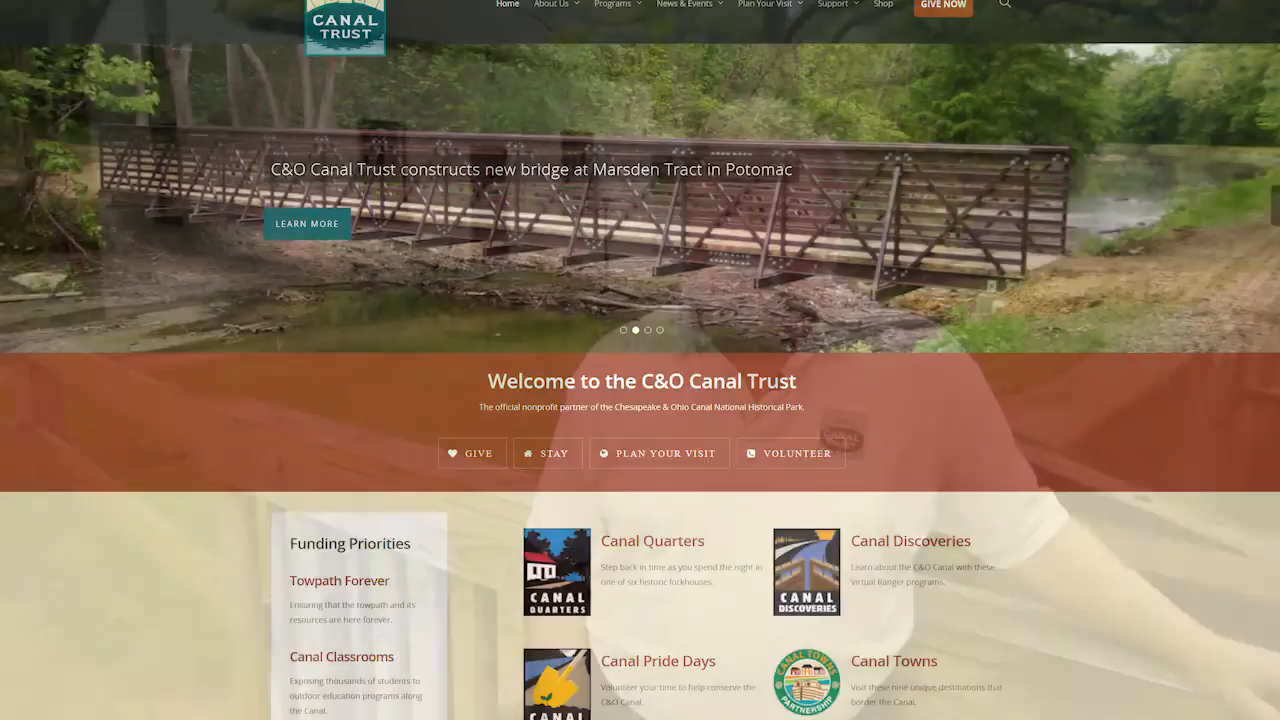 CANAL
TRUST
Home About Us Programs News & Events Plan Your Visit Support Shop GIVE NOW
C&O Canal Trust constructs new bridge at Marsden Tract in Potomac
LEARN MORE
Welcome to the C&O Canal Trust
The official nonprofit partner of the Chesapeake & Ohio Canal National Historical Park.
GIVE STAY PLAN YOUR VISIT VOLUNTEER
Funding Priorities
Towpath Forever
Ensuring that the towpath and its
resources are here forever.
Canal Classrooms
Exposing thousands of students to
outdoor education programs along
the Canal.
CANAL
QUARTERS
Canal Quarters
Step back in time as you spend the night in
one of six historic lockhouses.
CANAL
DISCOVERIES
Canal Discoveries
Learn about the C&O Canal with these
Virtual Ranger programs.
CANAL
Canal Pride Days
Volunteer your time to help conserve the
C&O Canal.
CANAL TOWNS
PARTNERSHIP
Canal Towns
Visit these nine unique destinations that
border the Canal.